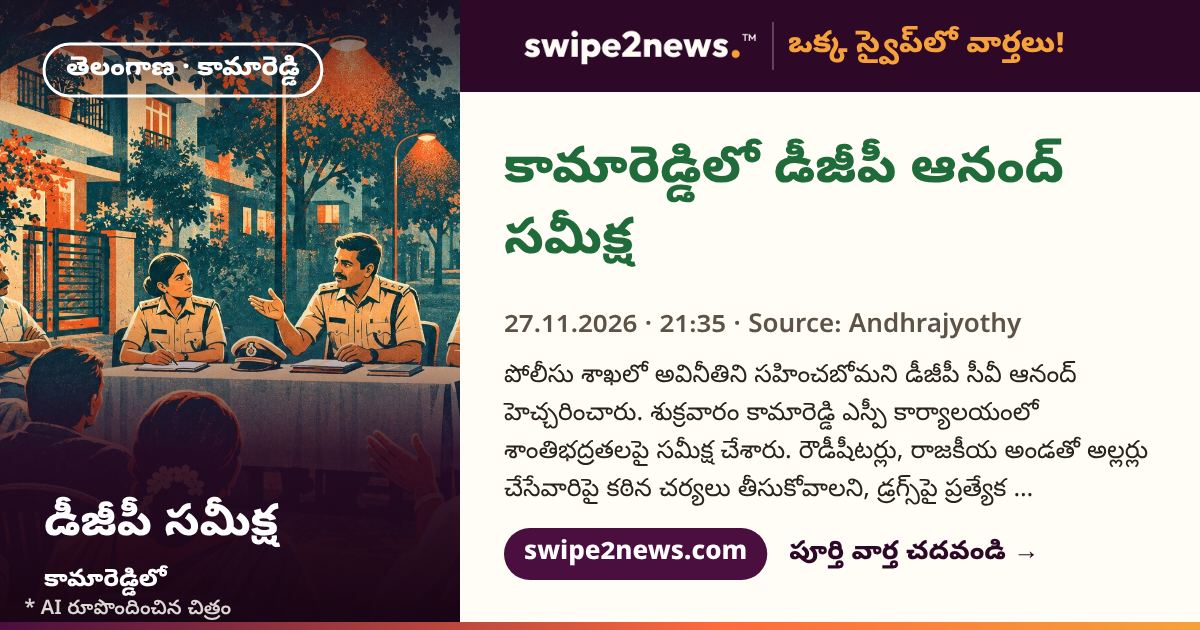 తెలంగాణ · కామారెడ్డి
swipe2news.™ | ఒక్క స్వైప్‌లో వార్తలు!
కామారెడ్డిలో డీజీపీ ఆనంద్
సమీక్ష
27.11.2026 · 21:35 · Source: Andhrajyothy
పోలీసు శాఖలో అవినీతిని సహించబోమని డీజీపీ సీవీ ఆనంద్
హెచ్చరించారు. శుక్రవారం కామారెడ్డి ఎస్పీ కార్యాలయంలో
శాంతిభద్రతలపై సమీక్ష చేశారు. రౌడీషీటర్లు, రాజకీయ అండతో అల్లర్లు
చేసేవారిపై కఠిన చర్యలు తీసుకోవాలని, డ్రగ్స్‌పై ప్రత్యేక ...
swipe2news.com పూర్తి వార్త చదవండి →
డీజీపీ సమీక్ష
కామారెడ్డిలో
* AI రూపొందించిన చిత్రం